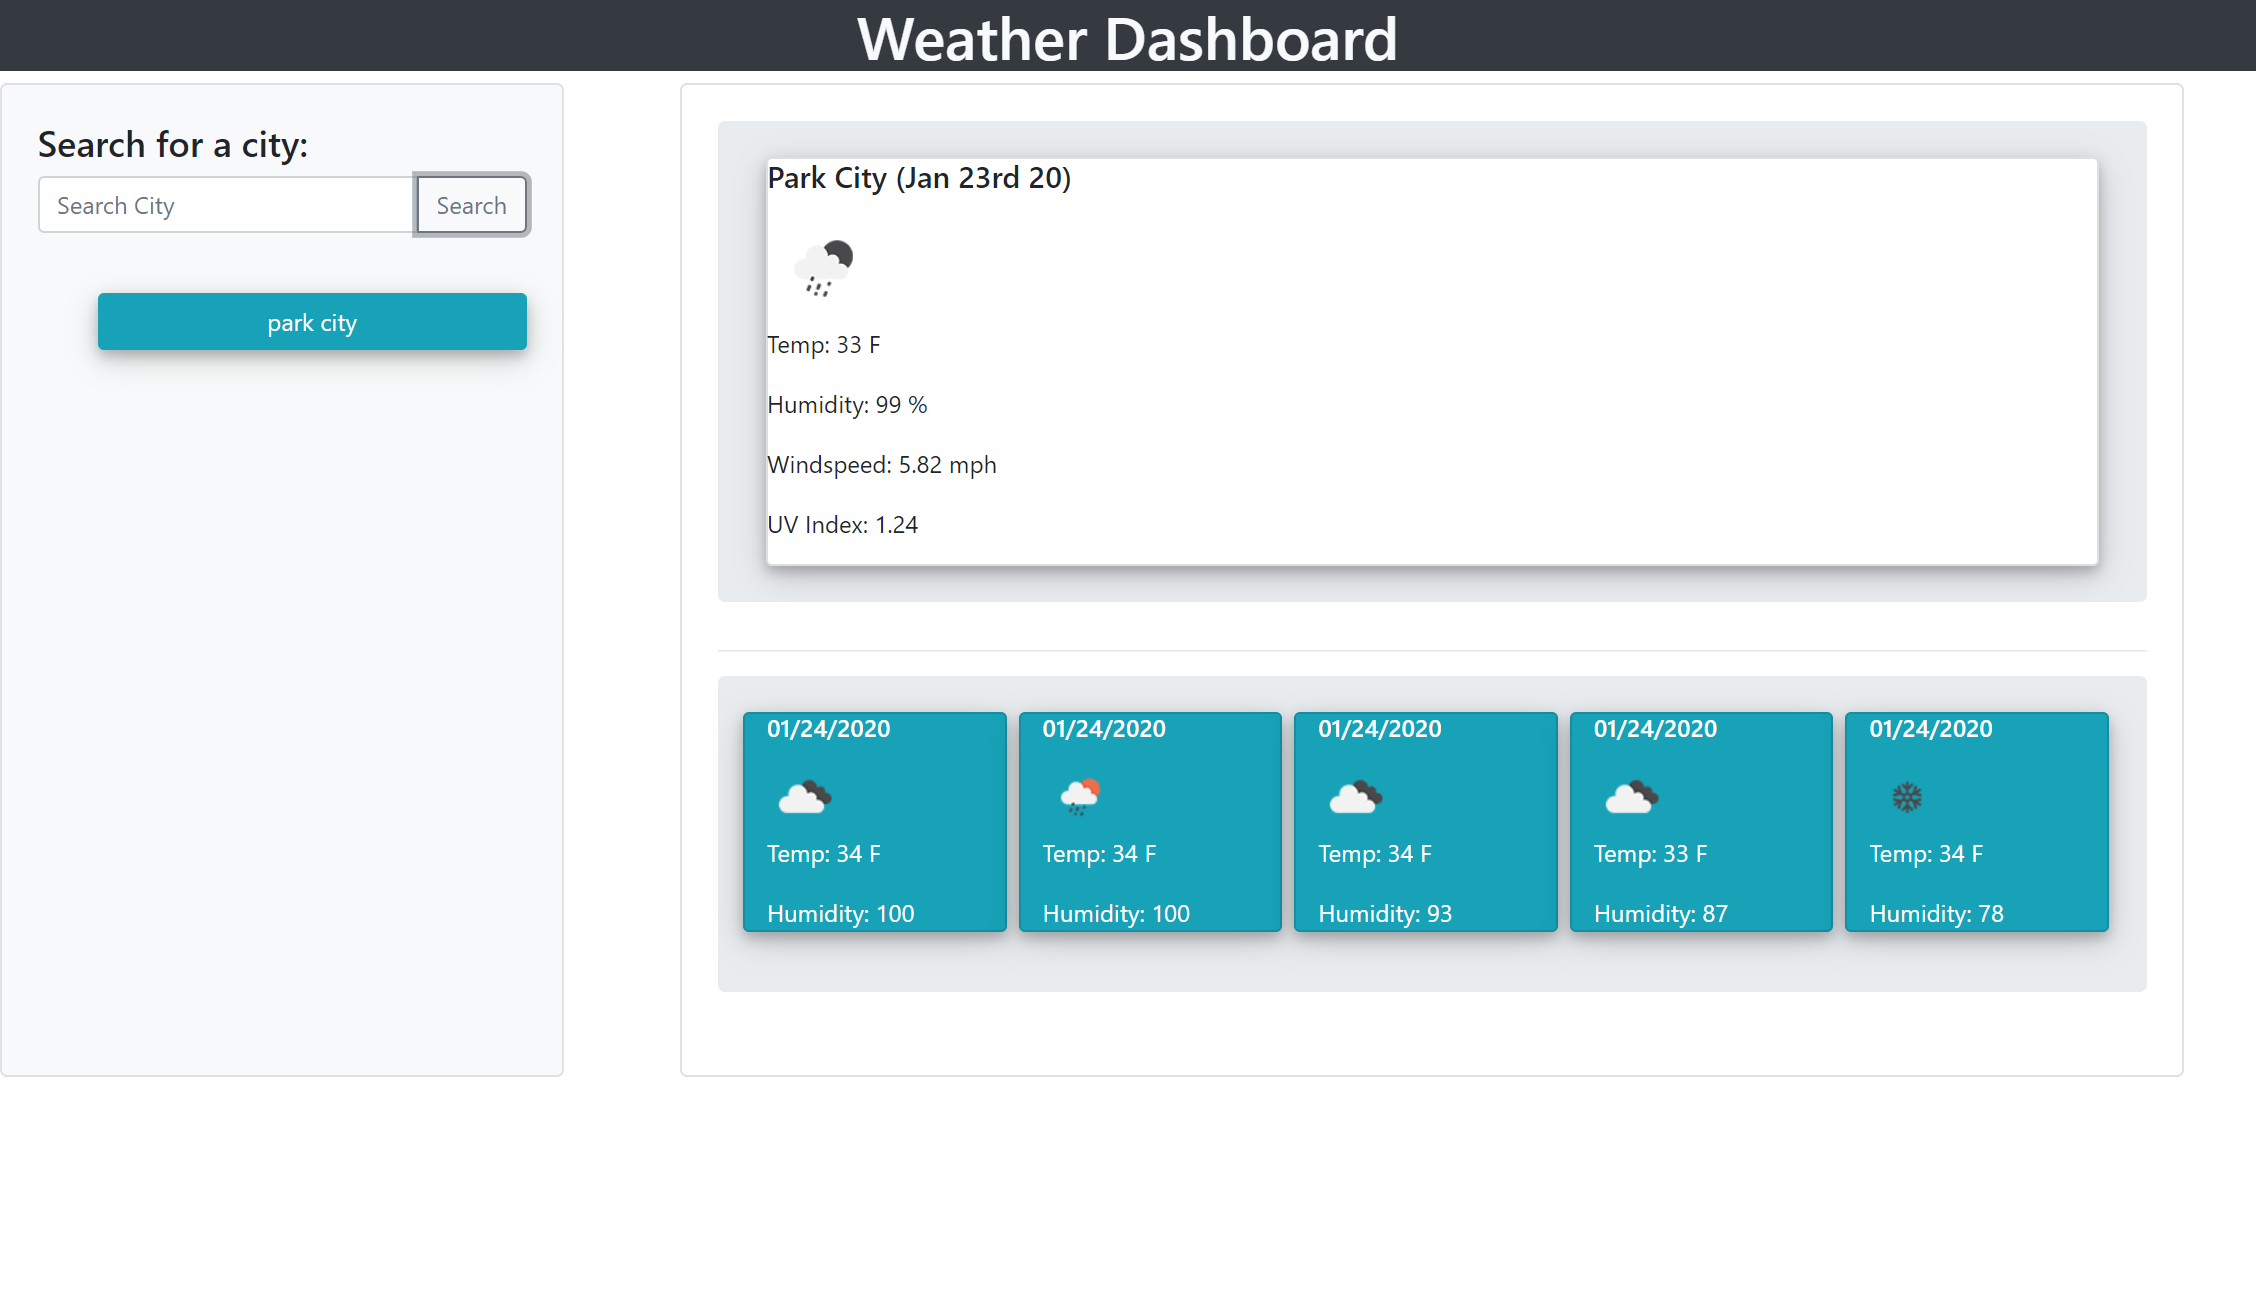 Weather Dashboard
Search for a city:
Search City
Search
park city
Park City (Jan 23rd 20)
Temp: 33 F
Humidity: 99 %
Windspeed: 5.82 mph
UV Index: 1.24
01/24/2020
Temp: 34 F
Humidity: 100
01/24/2020
Temp: 34 F
Humidity: 100
01/24/2020
Temp: 34 F
Humidity: 93
01/24/2020
Temp: 33 F
Humidity: 87
01/24/2020
Temp: 34 F
Humidity: 78